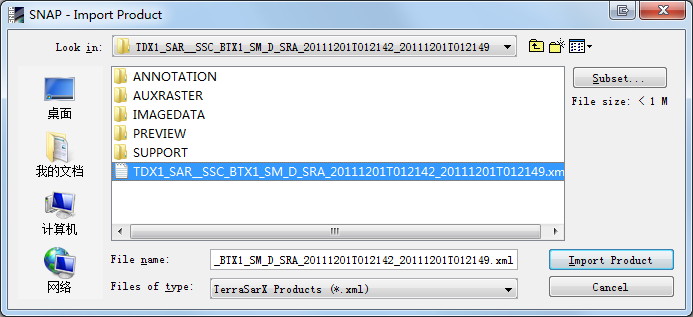 SNAP - Import Product
Look in: TDX1_SAR__SSC_BTX1_SM_D_SRA_20111201T012142_20111201T012149
Subset...
File size: < 1 M
桌面
我的文档
计算机
网络
ANNOTATION
AUXRASTER
IMAGEDATA
PREVIEW
SUPPORT
TDX1_SAR__SSC_BTX1_SM_D_SRA_20111201T012142_20111201T012149.xm
File name: _BTX1_SM_D_SRA_20111201T012142_20111201T012149.xml
Import Product
Files of type: TerraSarX Products (*.xml)
Cancel